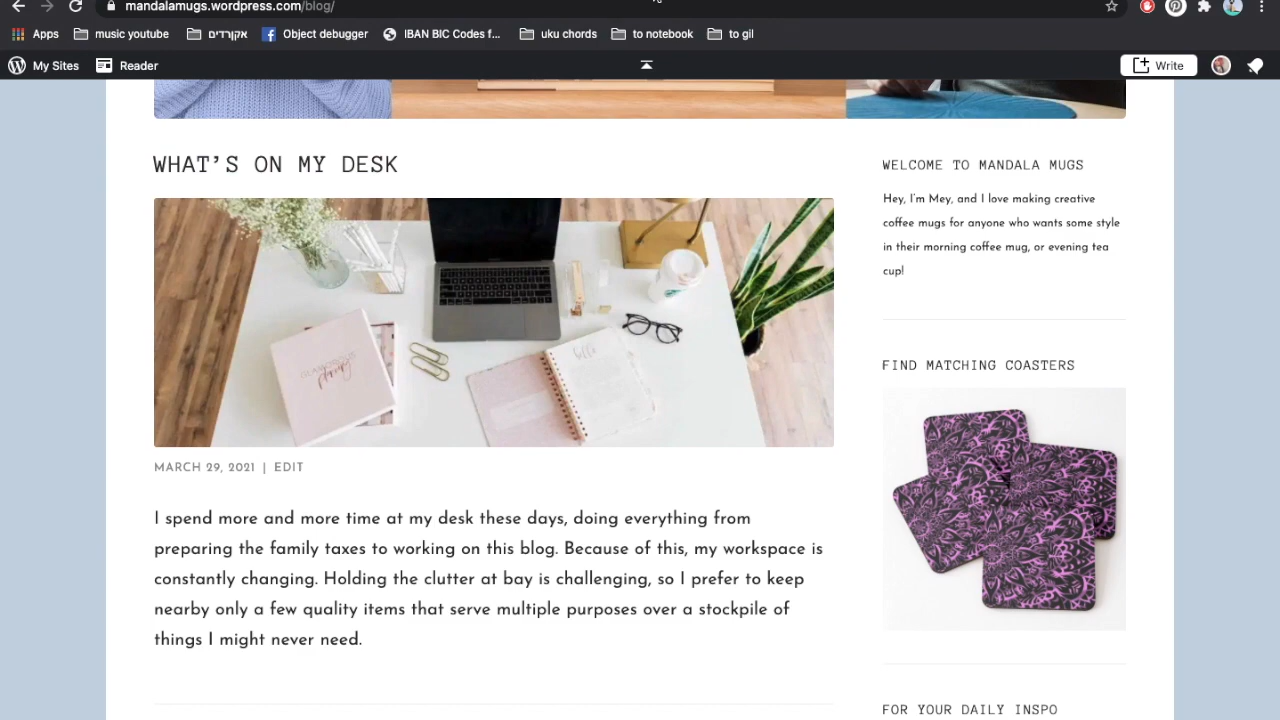 mandalamugs.wordpress.com/blog/
Apps music youtube אקורדים Object debugger IBAN BIC Codes f... uku chords to notebook to gil
My Sites Reader Write
WHAT'S ON MY DESK
hello
MARCH 29, 2021 | EDIT
I spend more and more time at my desk these days, doing everything from
preparing the family taxes to working on this blog. Because of this, my workspace is
constantly changing. Holding the clutter at bay is challenging, so I prefer to keep
nearby only a few quality items that serve multiple purposes over a stockpile of
things I might never need.
WELCOME TO MANDALA MUGS
Hey, I'm Mey, and I love making creative
coffee mugs for anyone who wants some style
in their morning coffee mug, or evening tea
cup!
FIND MATCHING COASTERS
FOR YOUR DAILY INSPO